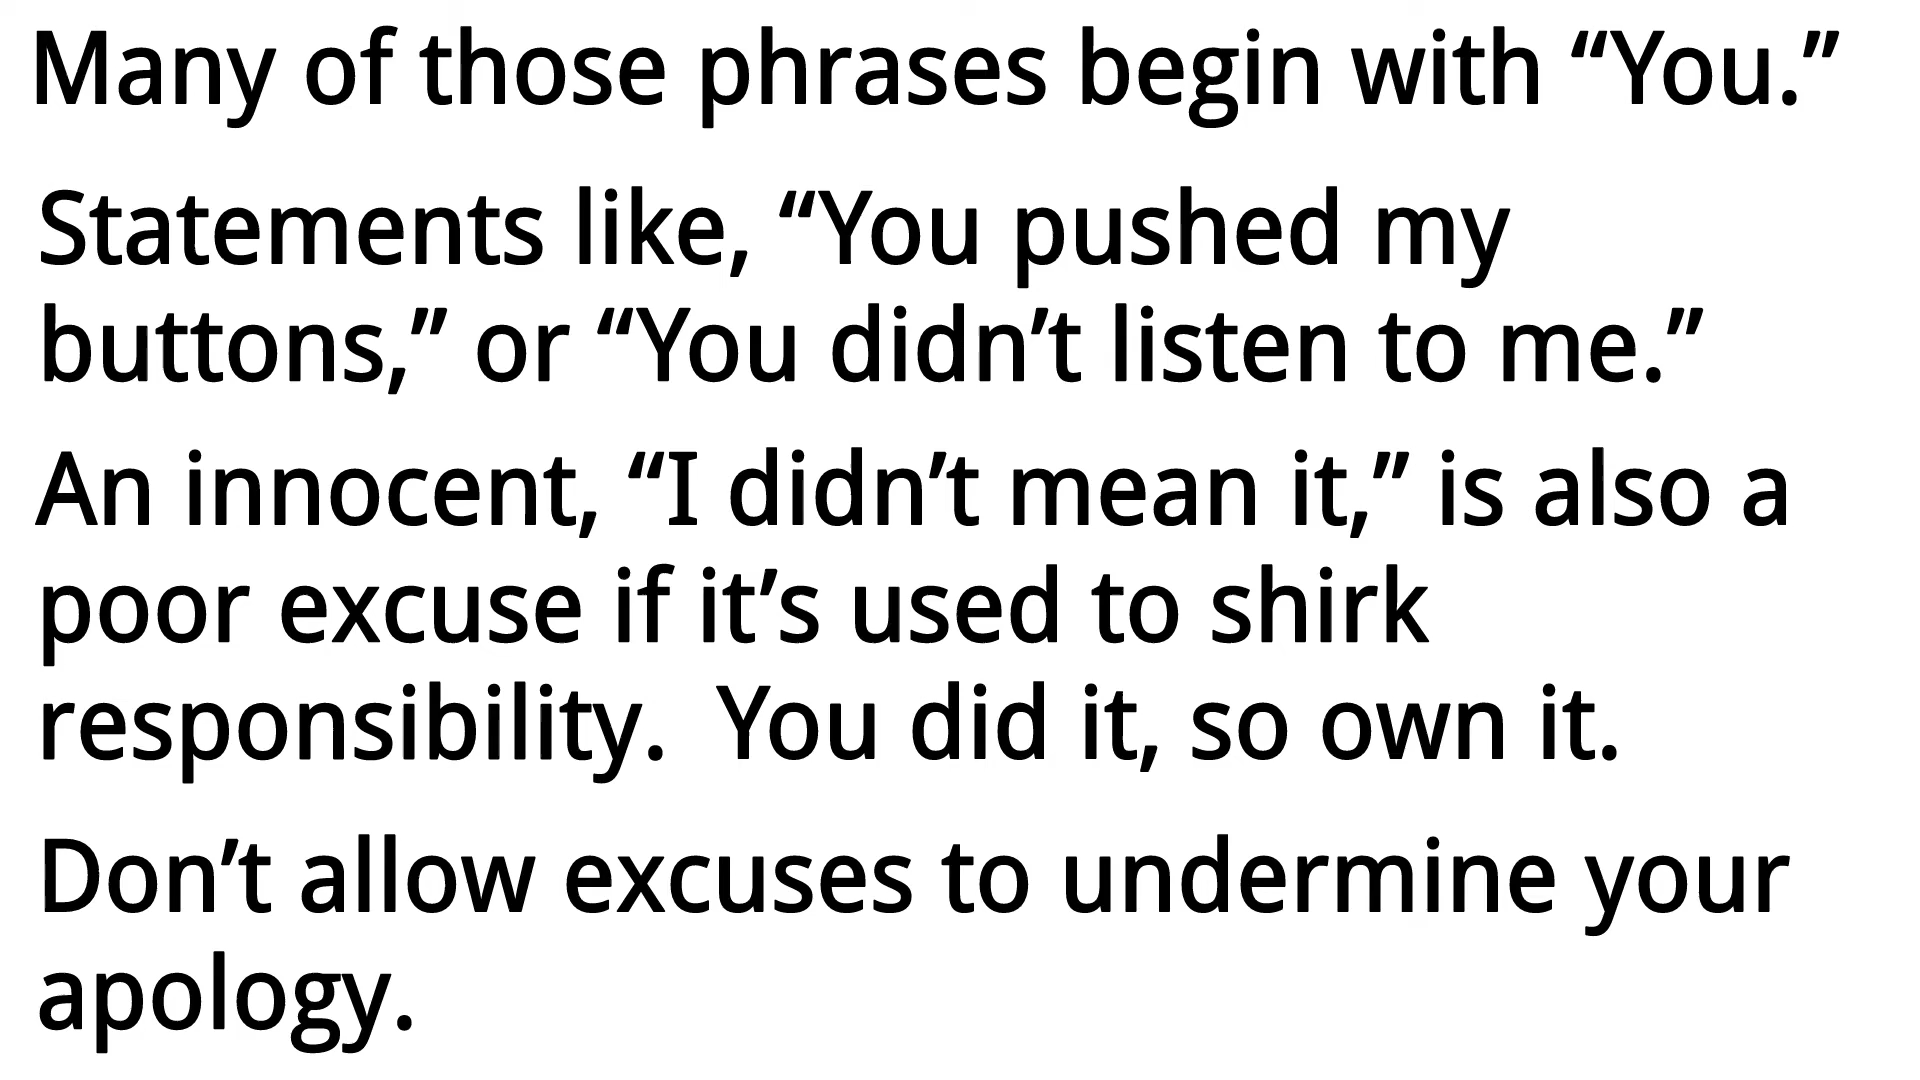 Many of those phrases begin with “You.”
Statements like, “You pushed my
buttons,” or “You didn’t listen to me.”
An innocent, “I didn’t mean it,” is also a
poor excuse if it’s used to shirk
responsibility.  You did it, so own it.
Don’t allow excuses to undermine your
apology.